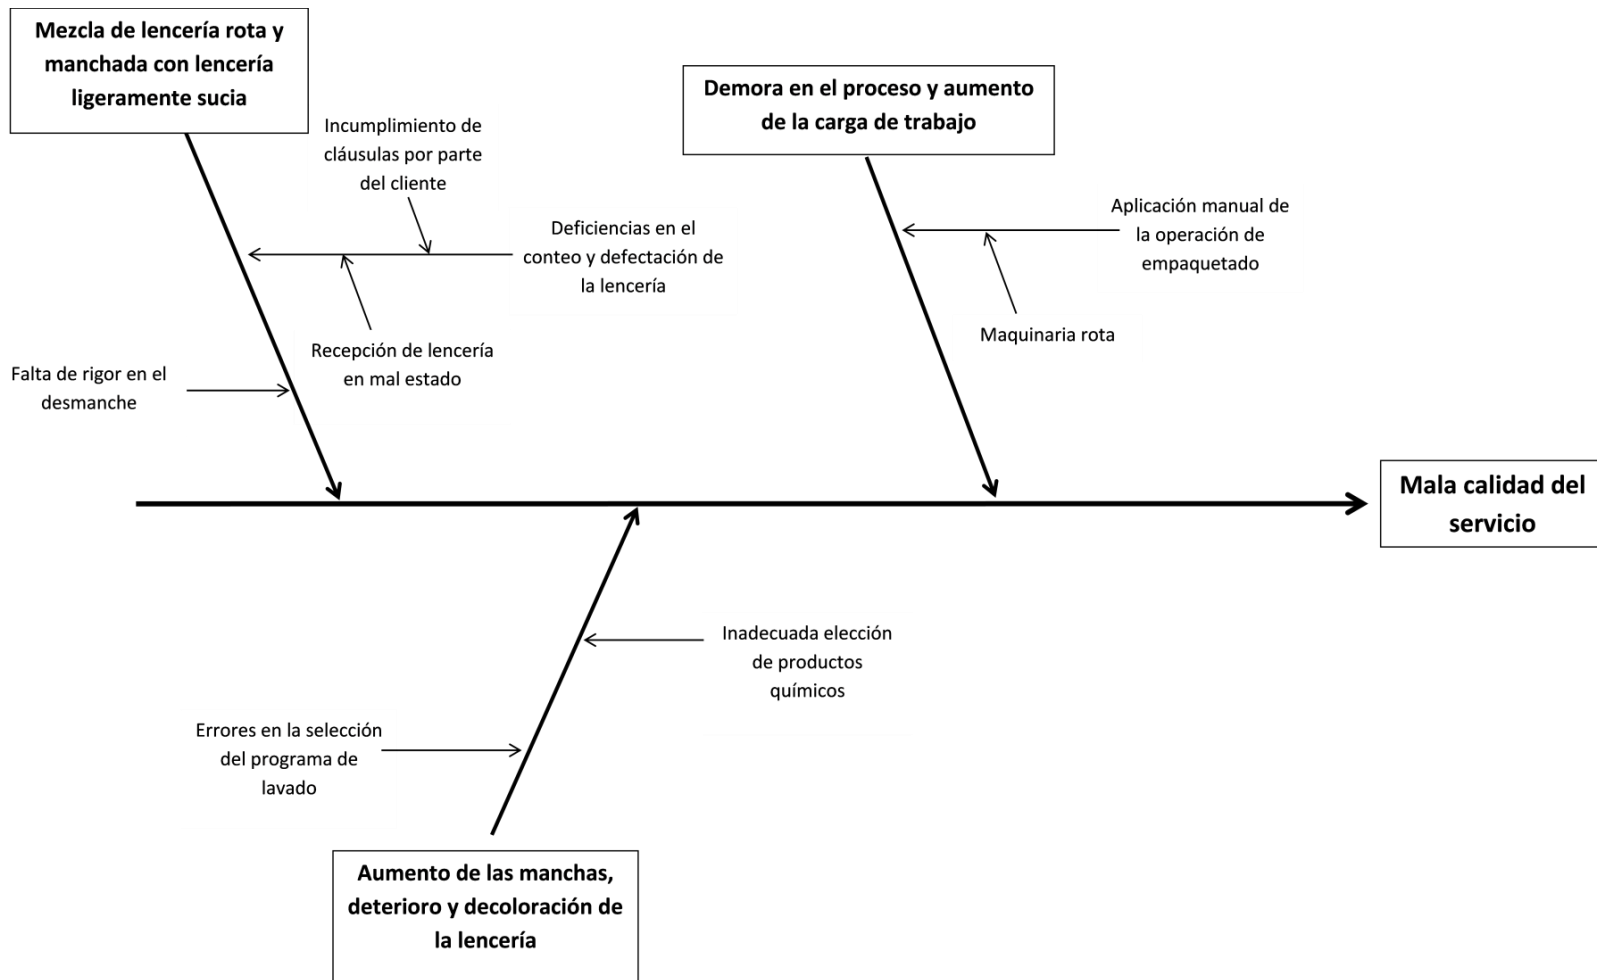 Mezcla de lencería rota y
manchada con lencería
ligeramente sucia
Demora en el proceso y aumento
de la carga de trabajo
Incumplimiento de
cláusulas por parte
del cliente
Deficiencias en el
conteo y defectación de
la lencería
Aplicación manual de
la operación de
empaquetado
Recepción de lencería
en mal estado
Maquinaria rota
Falta de rigor en el
desmanche
Mala calidad del
servicio
Inadecuada elección
de productos
químicos
Errores en la selección
del programa de
lavado
Aumento de las manchas,
deterioro y decoloración de
la lencería